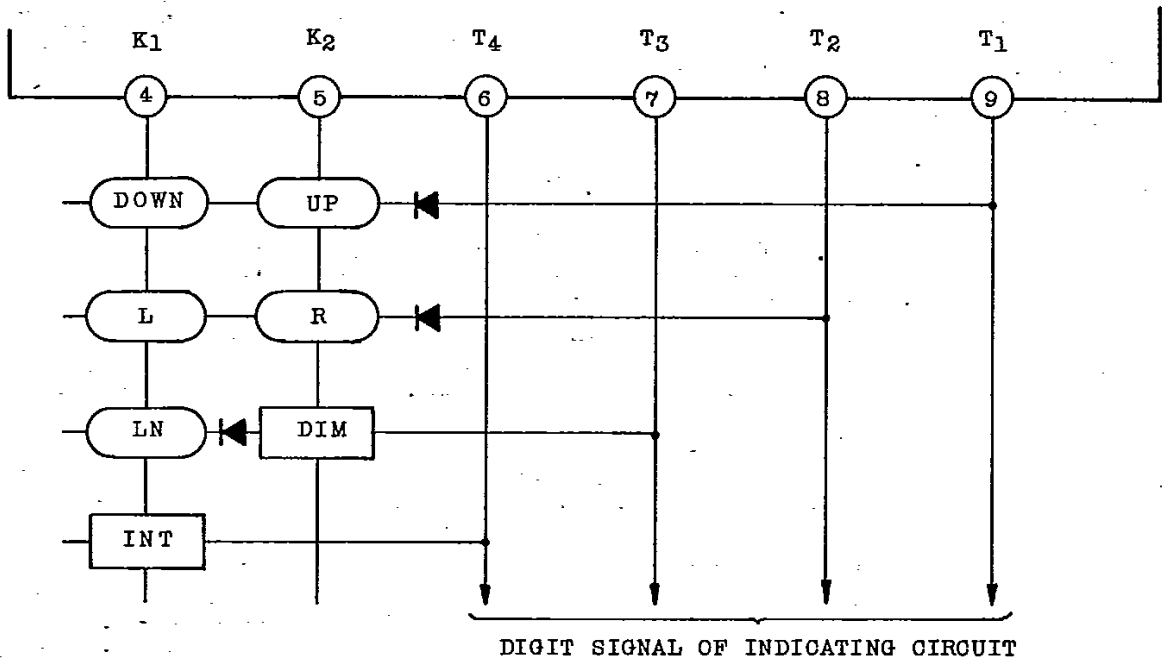 K1 K2 T4 T3 T2 T1
4 5 6 7 8 9
DOWN UP
L R
LN DIM
INT
DIGIT SIGNAL OF INDICATING CIRCUIT